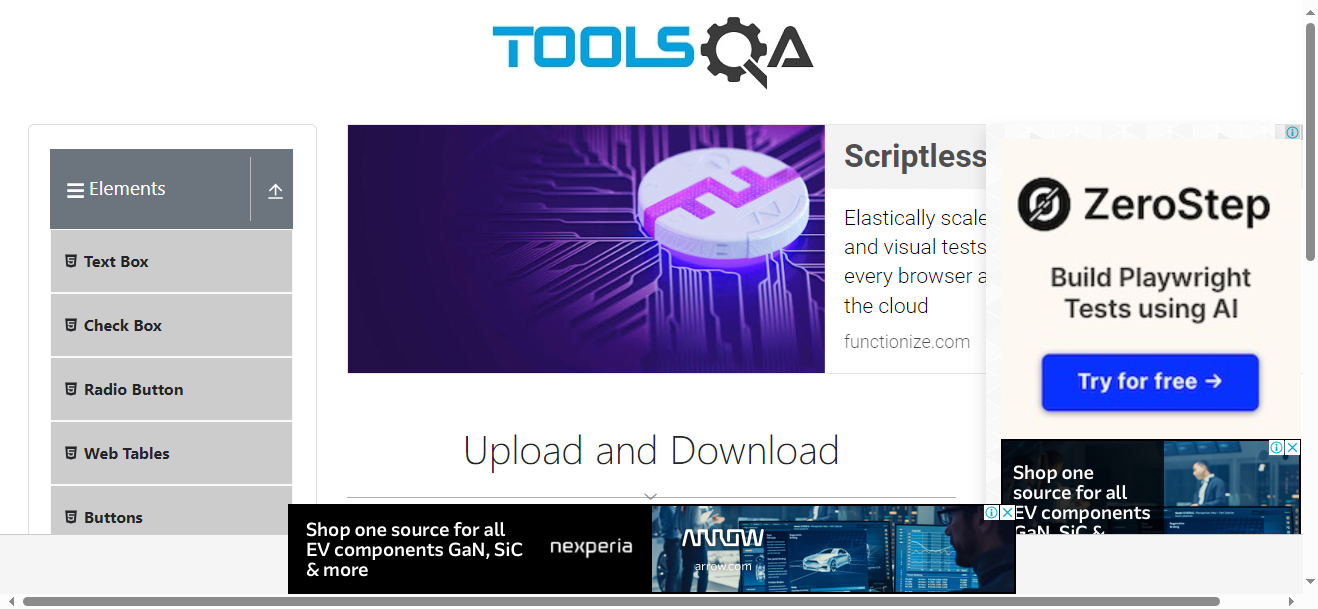 TOOLSQA
Elements
Text Box
Check Box
Radio Button
Web Tables
Buttons
Scriptless
Elastically scale
and visual tests
every browser a
the cloud
functionize.com
ZeroStep
Build Playwright
Tests using AI
Try for free →
Shop one
source for all
EV components
GaN, SiC &
Upload and Download
Shop one source for all
EV components GaN, SiC
& more
nexperia
ARROW
arrow.com